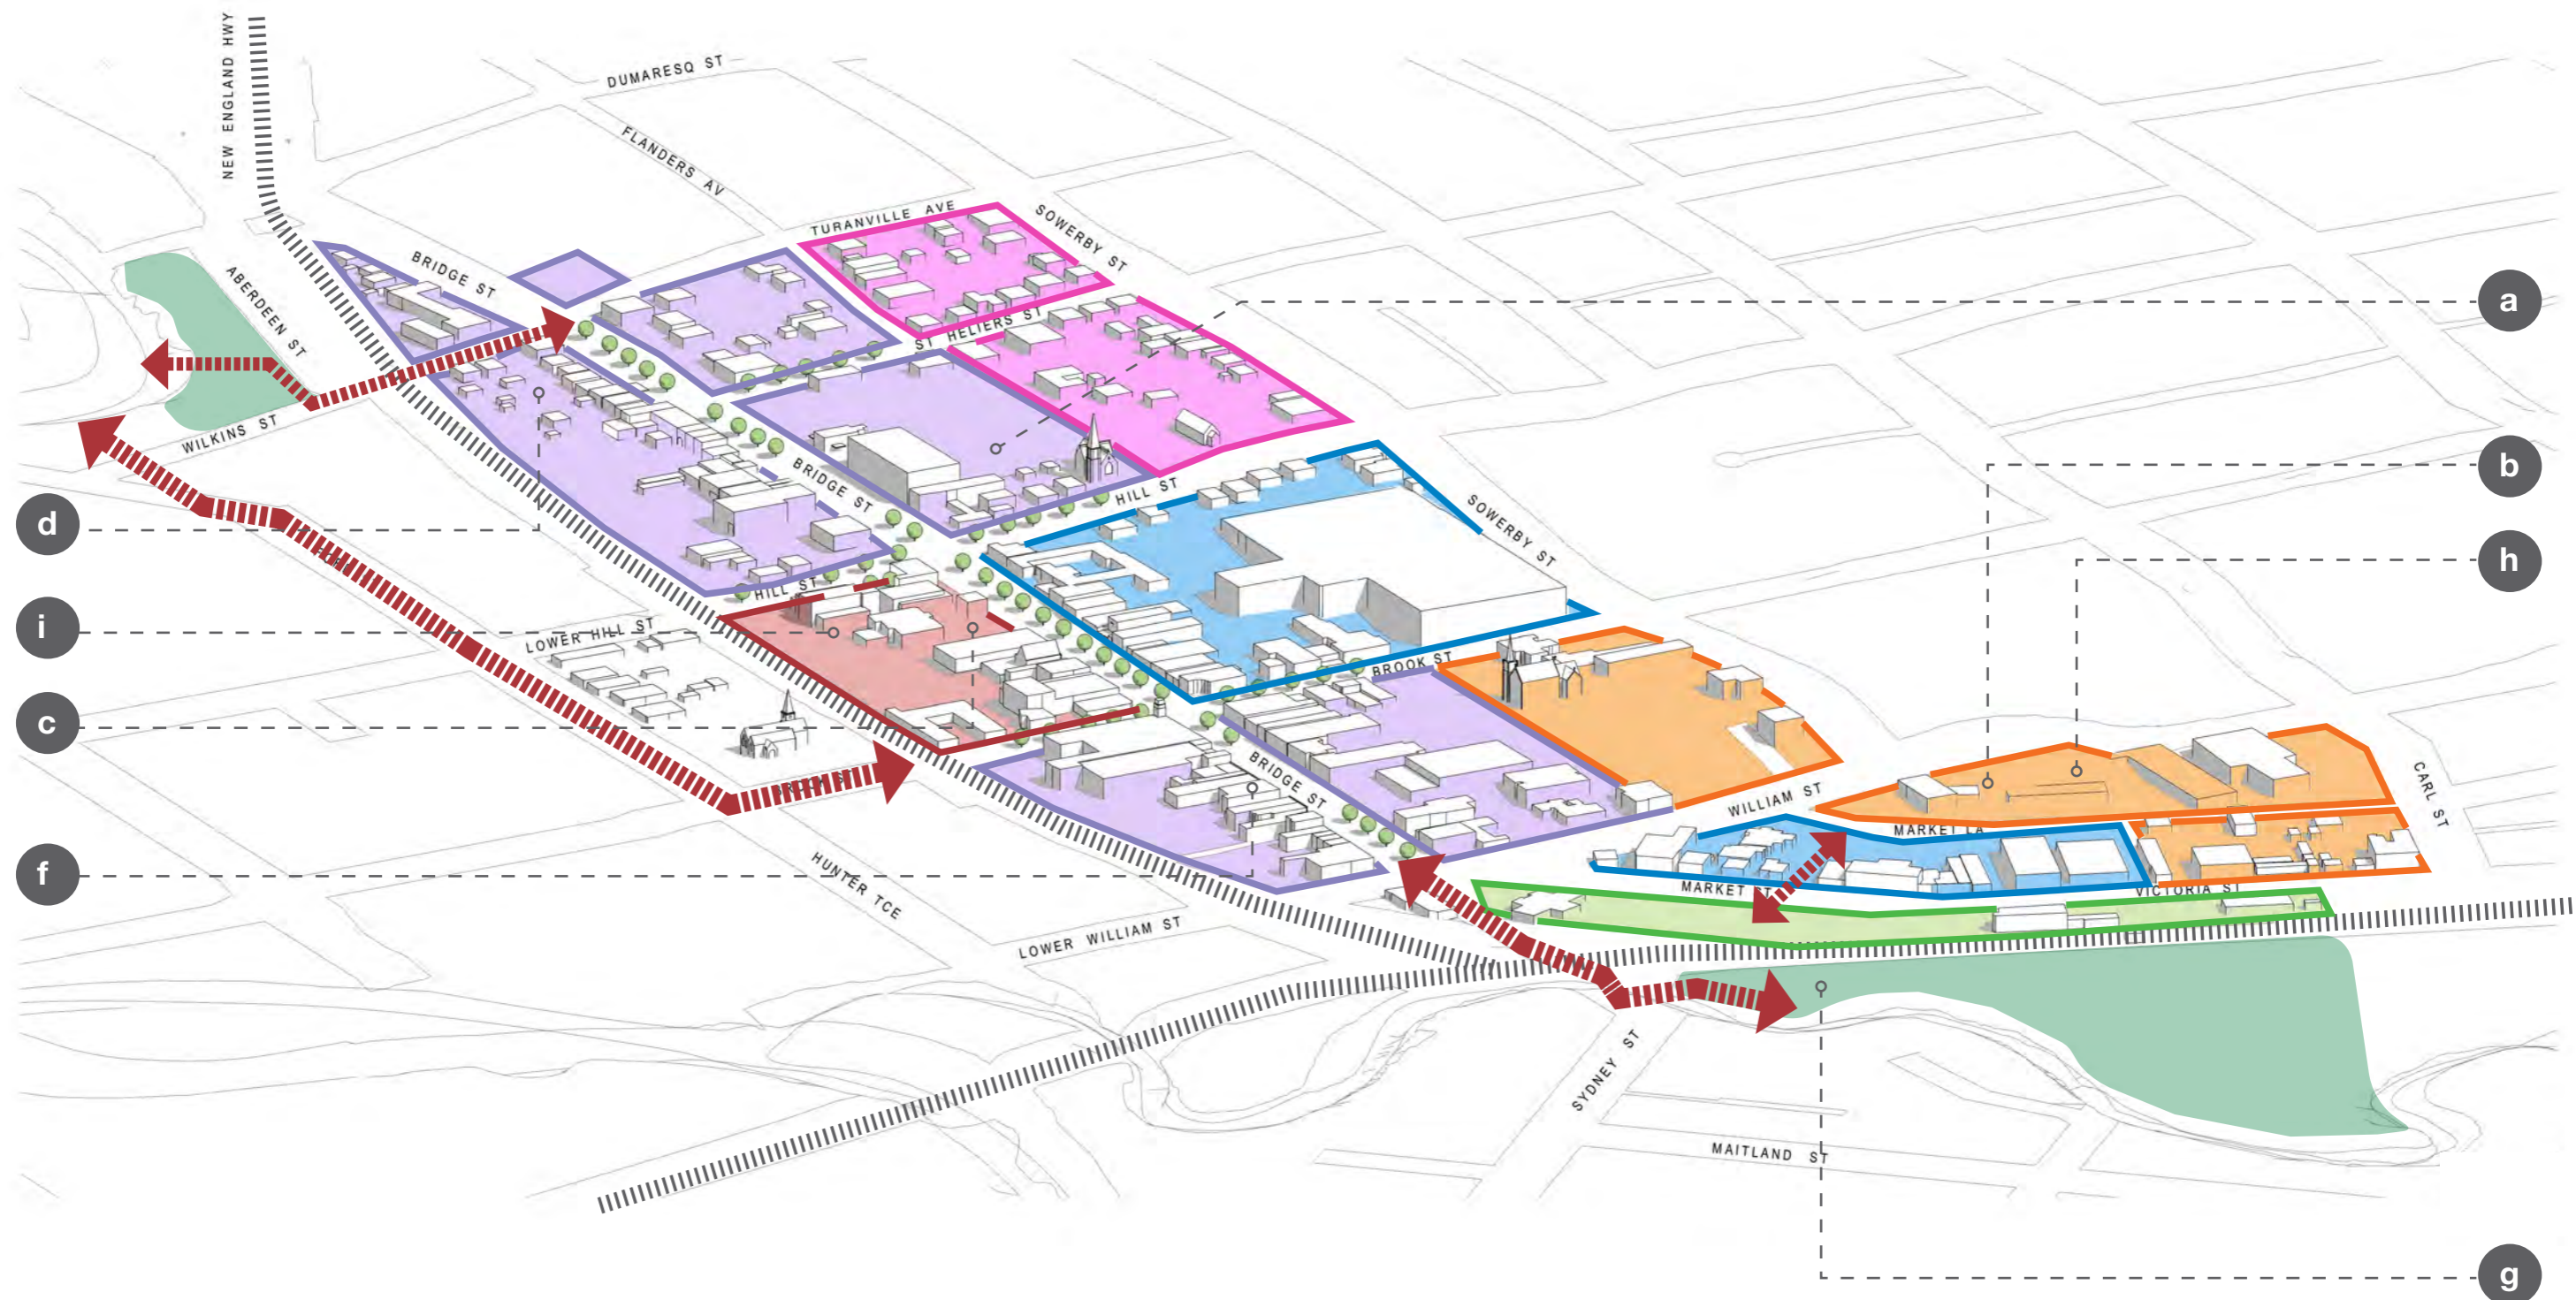 NEW ENGLAND HWY
DUMARESQ ST
FLANDERS AV
TURANVILLE AVE
SOWERBY ST
BRIDGE ST
ABERDEEN ST
a
ST HELIERS ST
WILKINS ST
b
BRIDGE ST
HILL ST
SOWERBY ST
d
h
HILL ST
i
LOWER HILL ST
BROOK ST
c
BROOK ST
BRIDGE ST
WILLIAM ST
CARL ST
MARKET LA
f
HUNTER TCE
MARKET ST
VICTORIA ST
LOWER WILLIAM ST
SYDNEY ST
MAITLAND ST
g